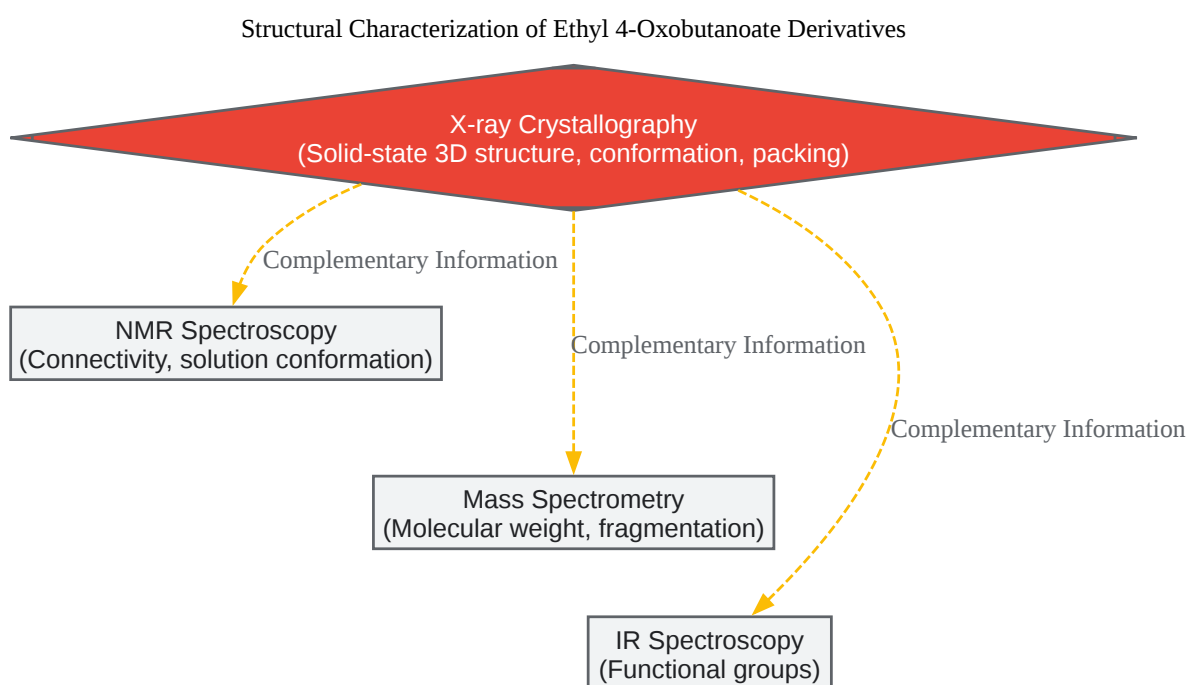 Structural Characterization of Ethyl 4-Oxobutanoate Derivatives
X-ray Crystallography
(Solid-state 3D structure, conformation, packing)
Complementary Information
NMR Spectroscopy
(Connectivity, solution conformation)
Complementary Information
Complementary Information
Mass Spectrometry
(Molecular weight, fragmentation)
IR Spectroscopy
(Functional groups)